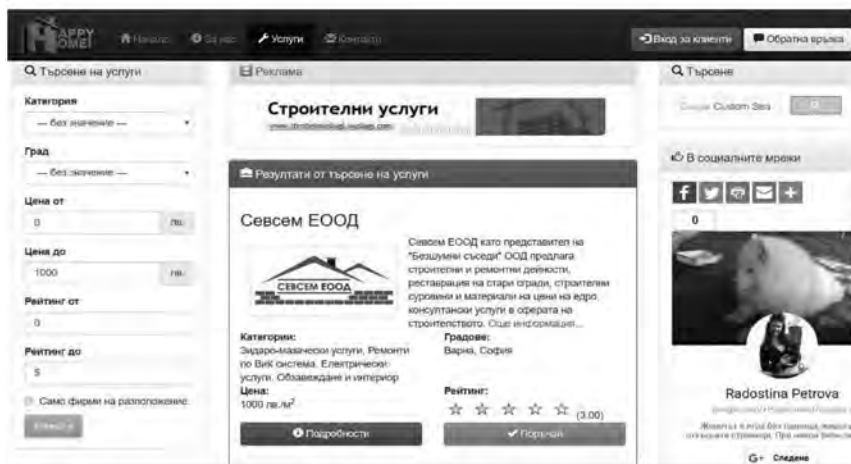 HAPPY
HOME!
Начало
За нас
Услуги
Контакти
Вход за клиенти
Обратна връзка
Търсене на услуги
Категория
--- без значение ---
Град
--- без значение ---
Цена от
0 лв.
Цена до
1000 лв.
Рейтинг от
0
Рейтинг до
5
Само фирми на разположение
Реклама
Строителни услуги
Резултати от търсене на услуги
Севсем ЕООД
СЕВСЕМ ЕООД
Севсем ЕООД като представител на
"Безшумни съседи" ООД предлага
строителни и ремонтни дейности,
реставрация на стари сгради, строителни
суровини и материали на цени на едро,
консултански услуги в сферата на
строителството. Още информация...
Категории:
Зидаро-мазачески услуги, Ремонти
по ВиК система, Електрически
услуги, Обзавеждане и интериор
Градове:
Варна, София
Цена:
1000 лв./м²
Рейтинг:
(3.00)
Подробности
Поръчай
Търсене
Custom Sea
В социалните мрежи
0
Radostina Petrova
G+ Следене